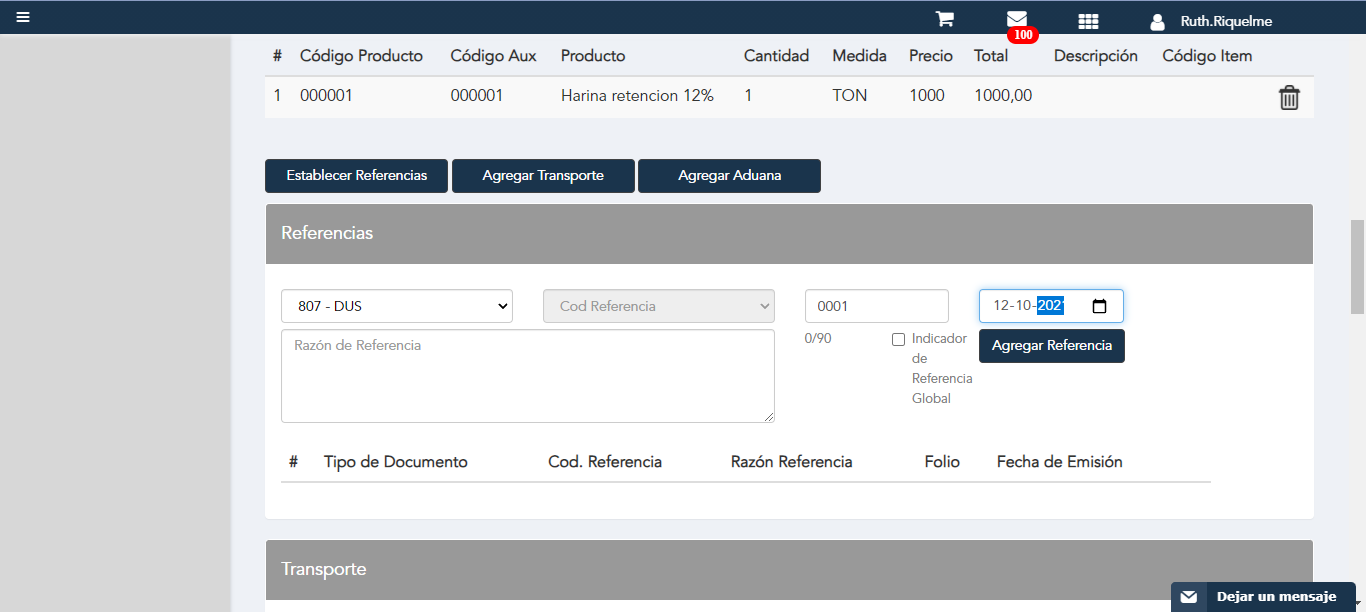 Ruth.Riquelme
100
# Código Producto Código Aux Producto Cantidad Medida Precio Total Descripción Código Item
1 000001 000001 Harina retencion 12% 1 TON 1000 1000,00
Establecer Referencias Agregar Transporte Agregar Aduana
Referencias
807 - DUS Cod Referencia 0001 12-10-2021
Razón de Referencia 0/90 Indicador de Referencia Global Agregar Referencia
# Tipo de Documento Cod. Referencia Razón Referencia Folio Fecha de Emisión
Transporte
Dejar un mensaje